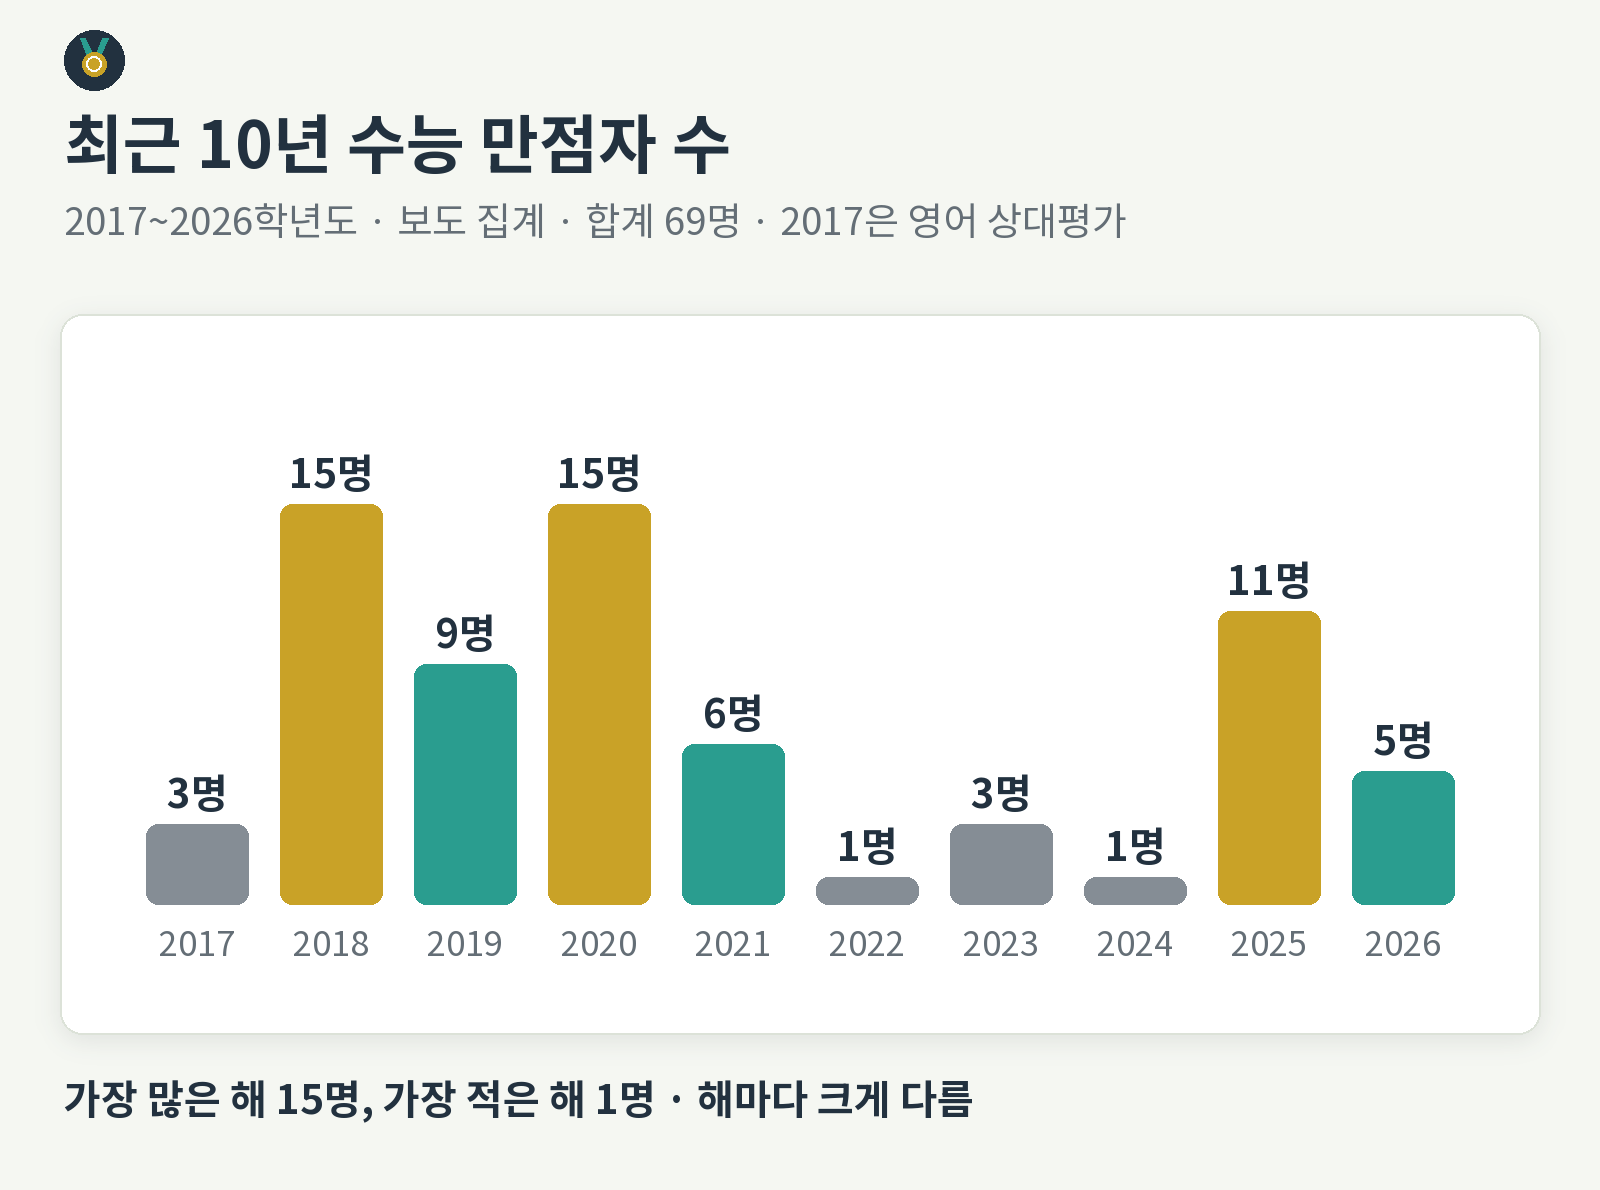 최근 10년 수능 만점자 수
2017~2026학년도 · 보도 집계 · 합계 69명 · 2017은 영어 상대평가
3명
15명
9명
15명
6명
1명
3명
1명
11명
5명
2017 2018 2019 2020 2021 2022 2023 2024 2025 2026
가장 많은 해 15명, 가장 적은 해 1명 · 해마다 크게 다름